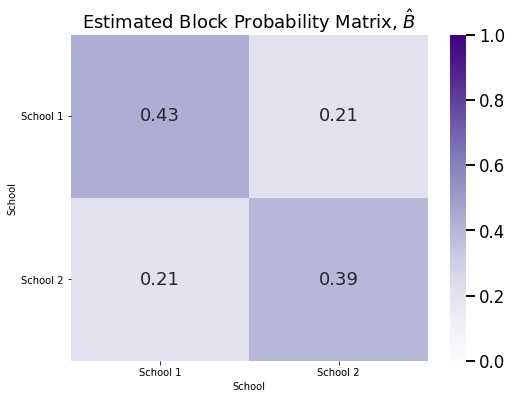 Estimated Block Probability Matrix, $\hat{B}$
School
School 1
School 2
0.43
0.21
0.21
0.39
School 1
School 2
School
1.0
0.8
0.6
0.4
0.2
0.0